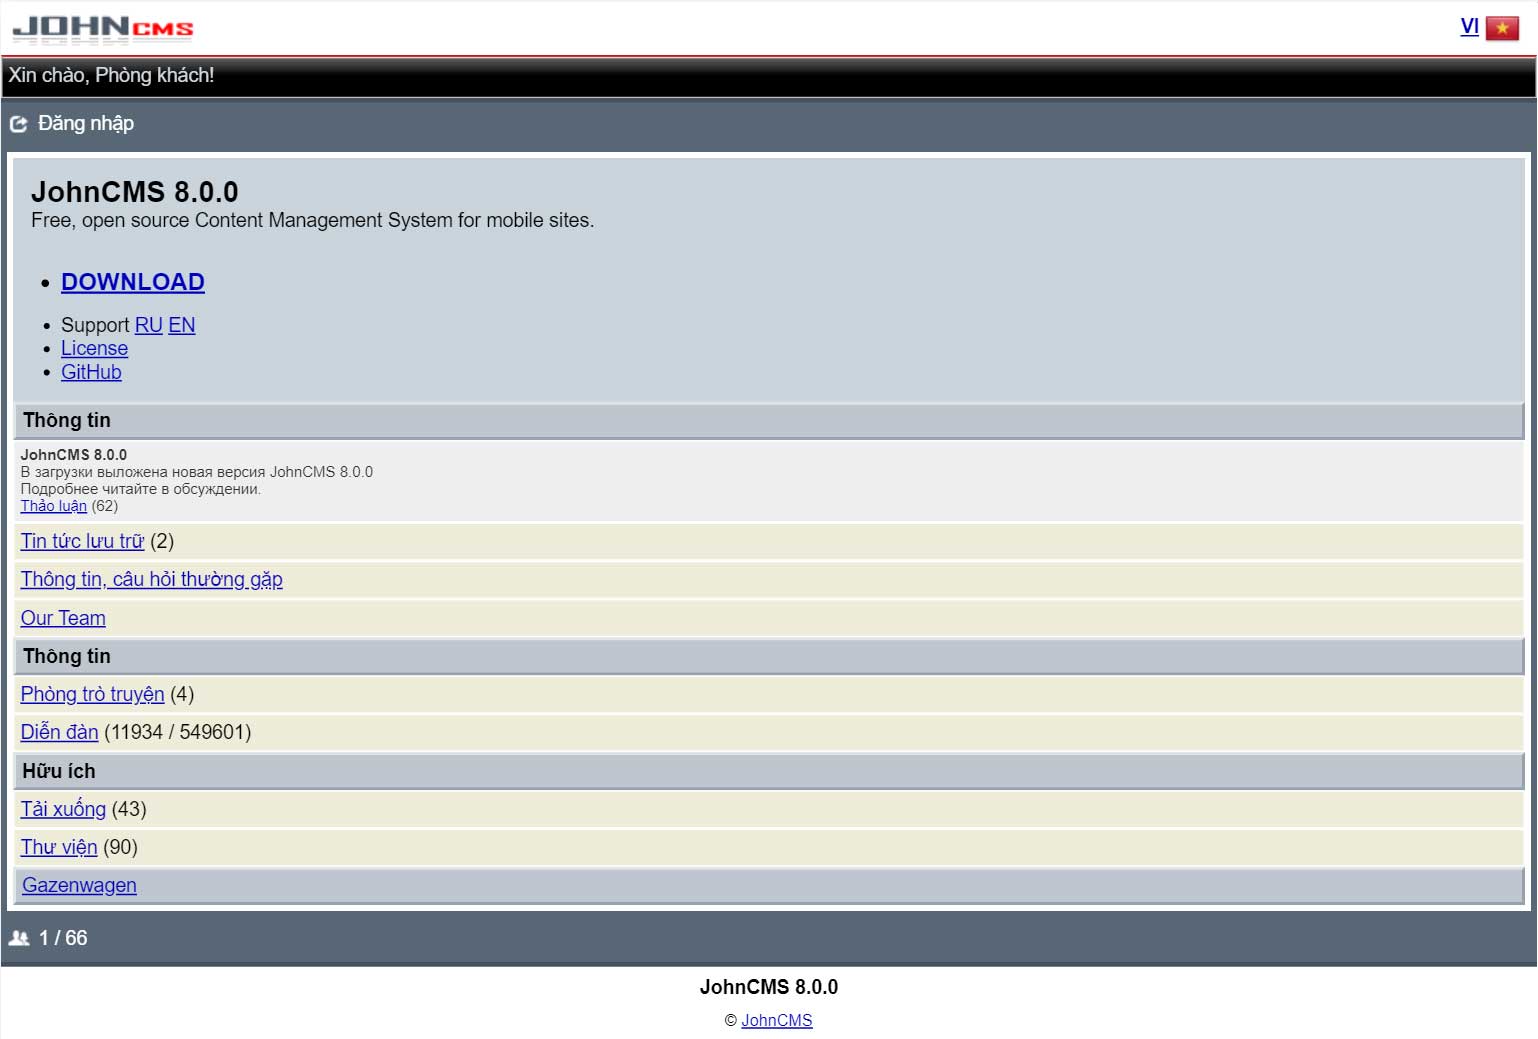 JOHNCMS
VI
Xin chào, Phòng khách!
Đăng nhập
JohnCMS 8.0.0
Free, open source Content Management System for mobile sites.
DOWNLOAD
Support RU EN
License
GitHub
Thông tin
JohnCMS 8.0.0
В загрузки выложена новая версия JohnCMS 8.0.0
Подробнее читайте в обсуждении.
Thảo luận (62)
Tin tức lưu trữ (2)
Thông tin, câu hỏi thường gặp
Our Team
Thông tin
Phòng trò truyện (4)
Diễn đàn (11934 / 549601)
Hữu ích
Tải xuống (43)
Thư viện (90)
Gazenwagen
1 / 66
JohnCMS 8.0.0
© JohnCMS